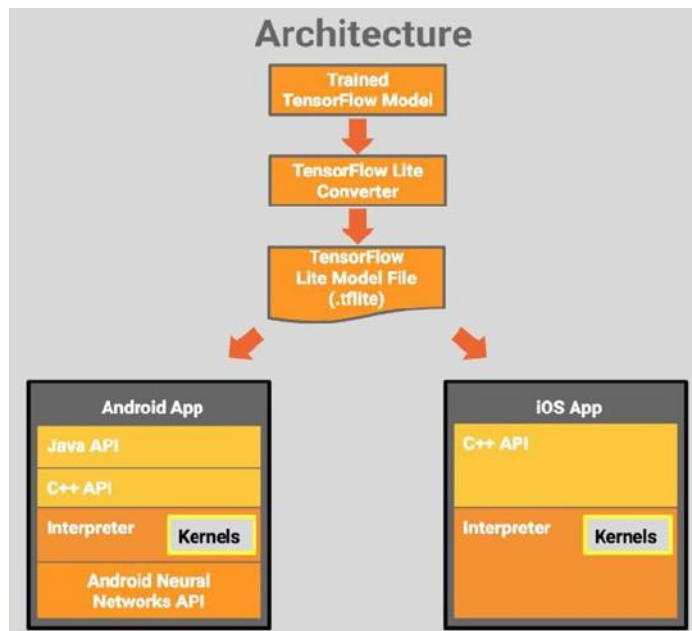 Architecture
Trained
TensorFlow Model
TensorFlow Lite
Converter
TensorFlow
Lite Model File
(.tflite)
Android App
Java API
C++ API
Interpreter
Kernels
Android Neural
Networks API
iOS App
C++ API
Interpreter
Kernels